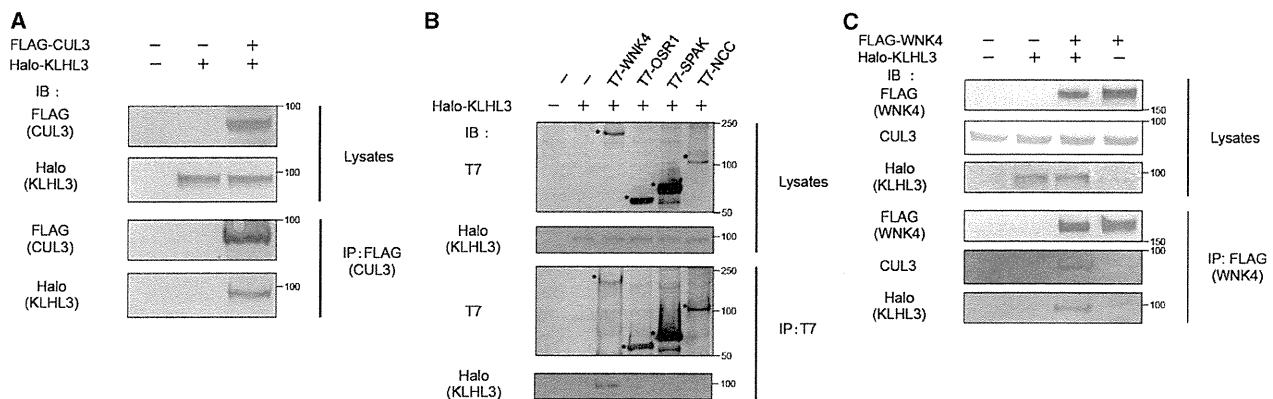 A
FLAG-CUL3 – – +
Halo-KLHL3 – + +
IB :
FLAG
(CUL3)
100
Halo
(KLHL3)
100
Lysates
FLAG
(CUL3)
100
Halo
(KLHL3)
100
IP:FLAG
(CUL3)
B
– – T7-WNK4 T7-OSR1 T7-SPAK T7-NCC
Halo-KLHL3 – + + + + +
IB :
T7
250
100
50
Halo
(KLHL3)
100
Lysates
T7
250
100
50
Halo
(KLHL3)
100
IP:T7
C
FLAG-WNK4 – – + +
Halo-KLHL3 – + + –
IB :
FLAG
(WNK4)
150
CUL3
100
Halo
(KLHL3)
100
Lysates
FLAG
(WNK4)
150
CUL3
100
Halo
(KLHL3)
100
IP: FLAG
(WNK4)